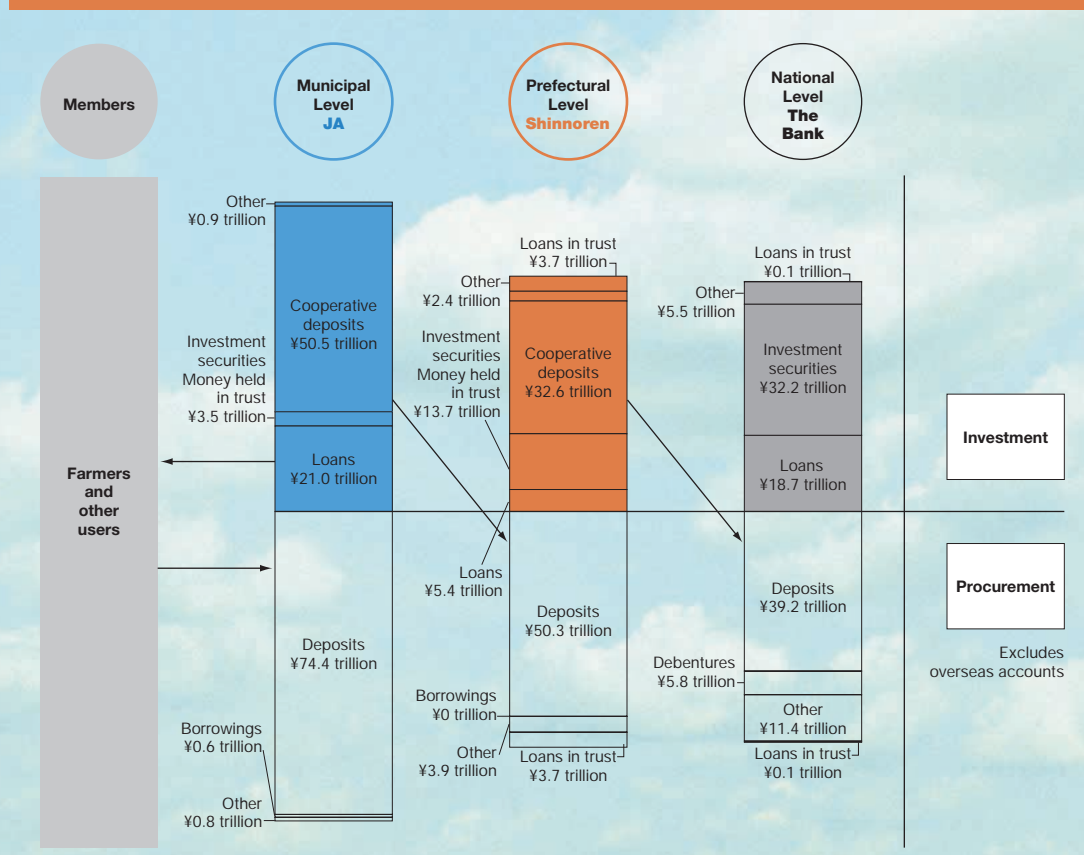 Members
Municipal
Level
JA
Prefectural
Level
Shinnoren
National
Level
The
Bank
Farmers
and
other
users
Other
¥0.9 trillion
Cooperative
deposits
¥50.5 trillion
Investment
securities
Money held
in trust
¥3.5 trillion
Loans
¥21.0 trillion
Deposits
¥74.4 trillion
Borrowings
¥0.6 trillion
Other
¥0.8 trillion
Loans in trust
¥3.7 trillion
Other
¥2.4 trillion
Cooperative
deposits
¥32.6 trillion
Investment
securities
Money held
in trust
¥13.7 trillion
Loans
¥5.4 trillion
Deposits
¥50.3 trillion
Borrowings
¥0 trillion
Other
¥3.9 trillion
Loans in trust
¥3.7 trillion
Loans in trust
¥0.1 trillion
Other
¥5.5 trillion
Investment
securities
¥32.2 trillion
Loans
¥18.7 trillion
Deposits
¥39.2 trillion
Debentures
¥5.8 trillion
Other
¥11.4 trillion
Loans in trust
¥0.1 trillion
Investment
Procurement
Excludes
overseas accounts